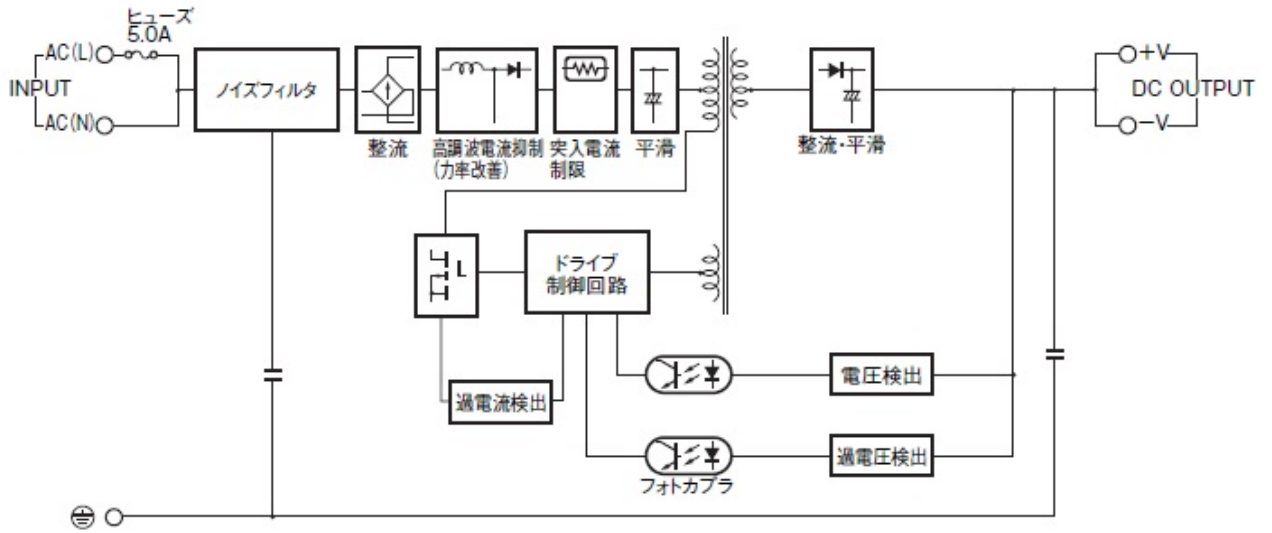 ヒューズ
5.0A
AC(L)
INPUT
AC(N)
ノイズフィルタ
整流
高調波電流抑制
(力率改善)
突入電流
制限
平滑
整流・平滑
+V
DC OUTPUT
−V
L
ドライブ
制御回路
過電流検出
電圧検出
過電圧検出
フォトカプラ